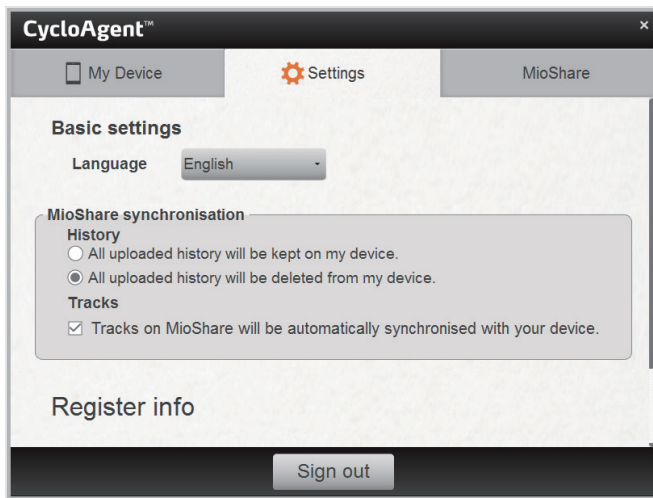 CycloAgent™
×
My Device
Settings
MioShare
Basic settings
Language English
MioShare synchronisation
History
All uploaded history will be kept on my device.
All uploaded history will be deleted from my device.
Tracks
Tracks on MioShare will be automatically synchronised with your device.
Register info
Sign out